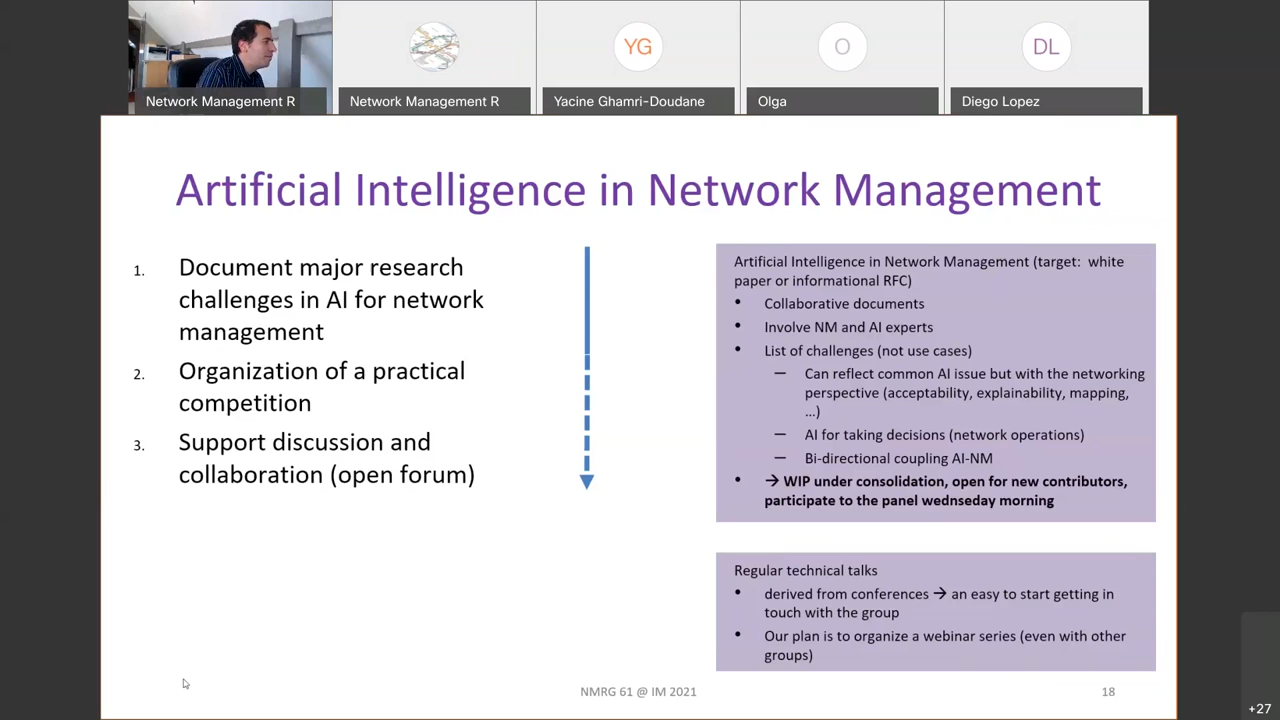 YG
O
DL
Network Management R
Network Management R
Yacine Ghamri-Doudane
Olga
Diego Lopez
Artificial Intelligence in Network Management
1. Document major research
challenges in AI for network
management
2. Organization of a practical
competition
3. Support discussion and
collaboration (open forum)
Artificial Intelligence in Network Management (target: white
paper or informational RFC)
• Collaborative documents
• Involve NM and AI experts
• List of challenges (not use cases)
– Can reflect common AI issue but with the networking
perspective (acceptability, explainability, mapping,
...)
– AI for taking decisions (network operations)
– Bi-directional coupling AI-NM
• → WIP under consolidation, open for new contributors,
participate to the panel wednseday morning
Regular technical talks
• derived from conferences → an easy to start getting in
touch with the group
• Our plan is to organize a webinar series (even with other
groups)
NMRG 61 @ IM 2021
18
+27